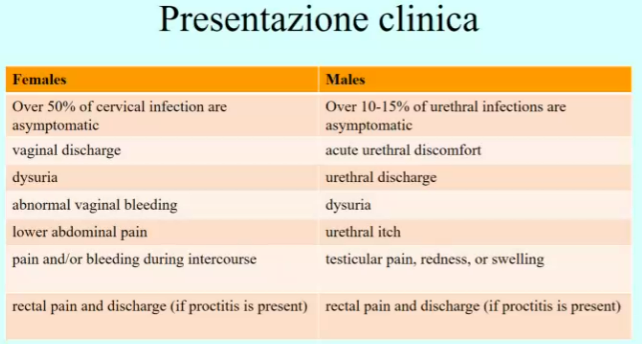 Presentazione clinica
Females Males
Over 50% of cervical infection are Over 10-15% of urethral infections are
asymptomatic asymptomatic
vaginal discharge acute urethral discomfort
dysuria urethral discharge
abnormal vaginal bleeding dysuria
lower abdominal pain urethral itch
pain and/or bleeding during intercourse testicular pain, redness, or swelling
rectal pain and discharge (if proctitis is present) rectal pain and discharge (if proctitis is present)